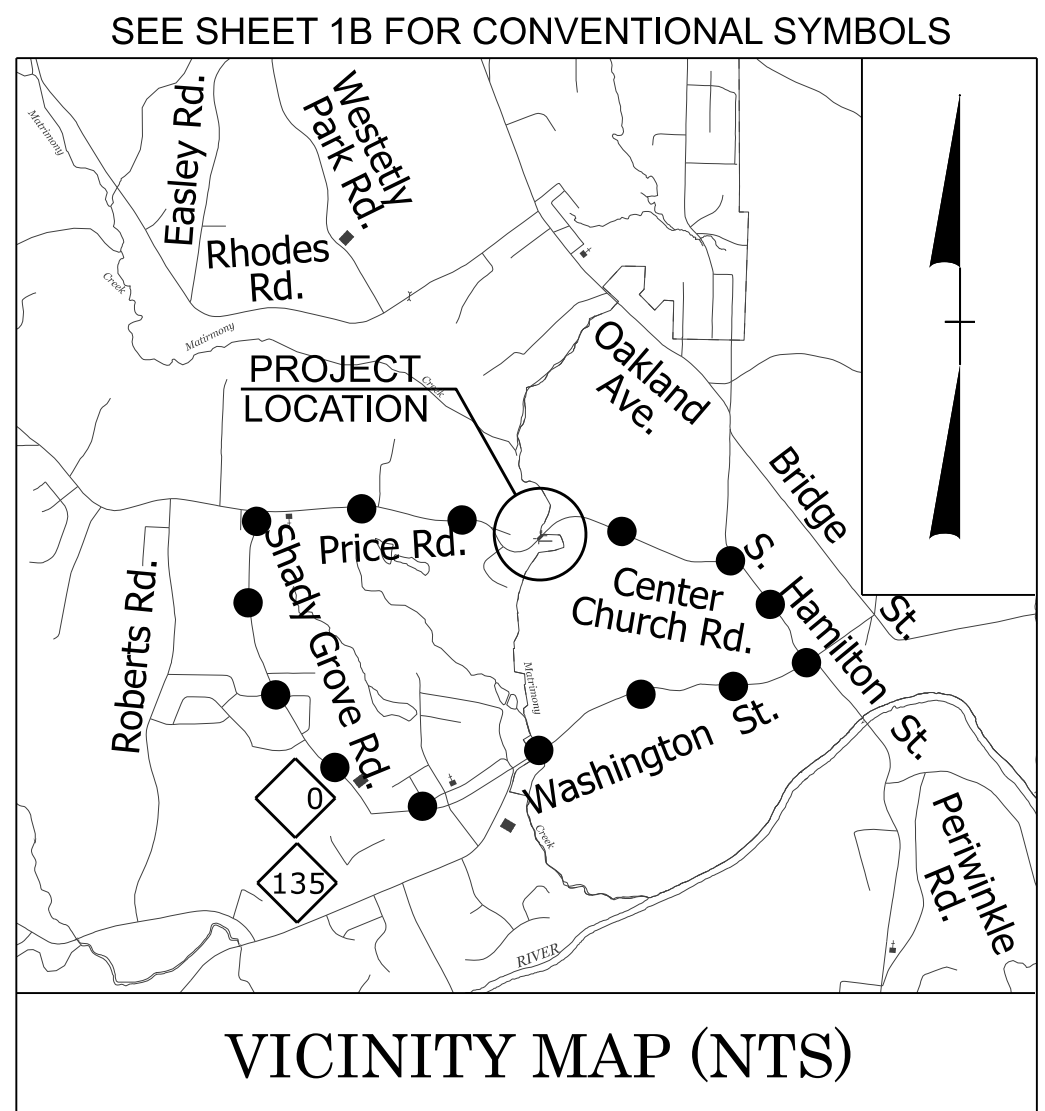 SEE SHEET 1B FOR CONVENTIONAL SYMBOLS
Matrimony
Easley Rd.
Westetly
Park Rd.
Rhodes
Rd.
Creek
Matirmony
Oakland
Ave.
PROJECT
LOCATION
Creek
Bridge
St.
Price Rd.
Shady Grove Rd.
Center
Church Rd.
S. Hamilton St.
Roberts Rd.
Matrimony
Washington St.
0
135
Creek
Periwinkle
Rd.
RIVER
VICINITY MAP (NTS)